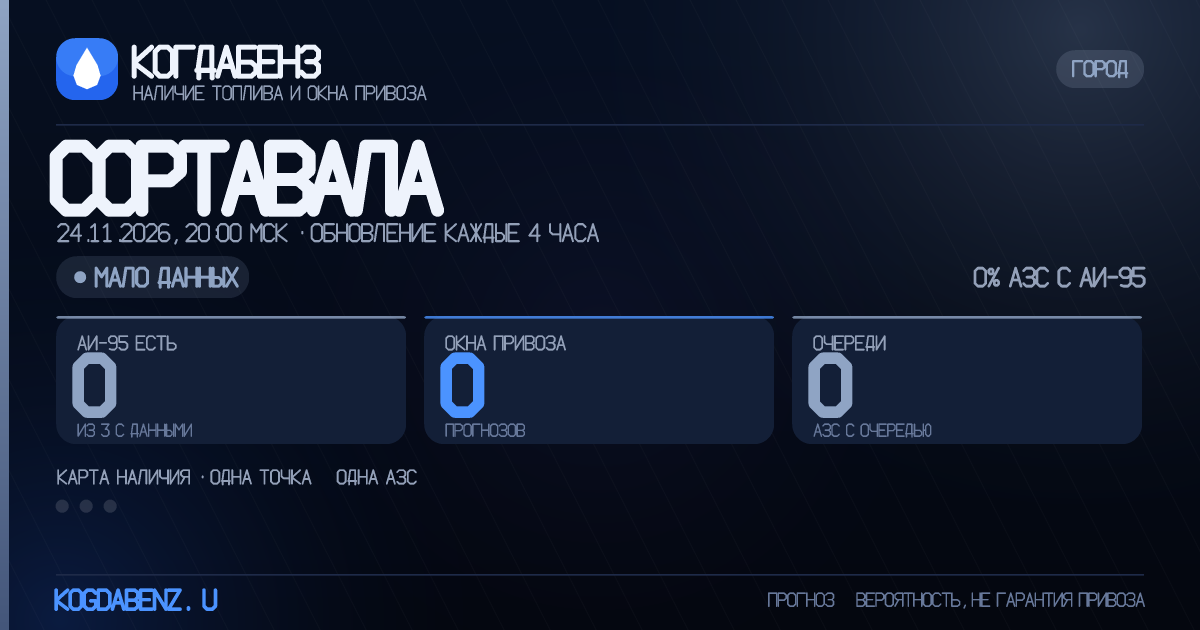 КОГДАБЕНЗ
НАЛИЧИЕ ТОПЛИВА И ОКНА ПРИВОЗА
ГОРОД
СОРТАВАЛА
24.11.2026, 20:00 МСК · ОБНОВЛЕНИЕ КАЖДЫЕ 4 ЧАСА
МАЛО ДАННЫХ
0% АЗС С АИ-95
АИ-95 ЕСТЬ
0
ИЗ 3 С ДАННЫМИ
ОКНА ПРИВОЗА
0
ПРОГНОЗОВ
ОЧЕРЕДИ
0
АЗС С ОЧЕРЕДЬЮ
КАРТА НАЛИЧИЯ · ОДНА ТОЧКА ОДНА АЗС
KOGDABENZ. U
ПРОГНОЗ ВЕРОЯТНОСТЬ, НЕ ГАРАНТИЯ ПРИВОЗА